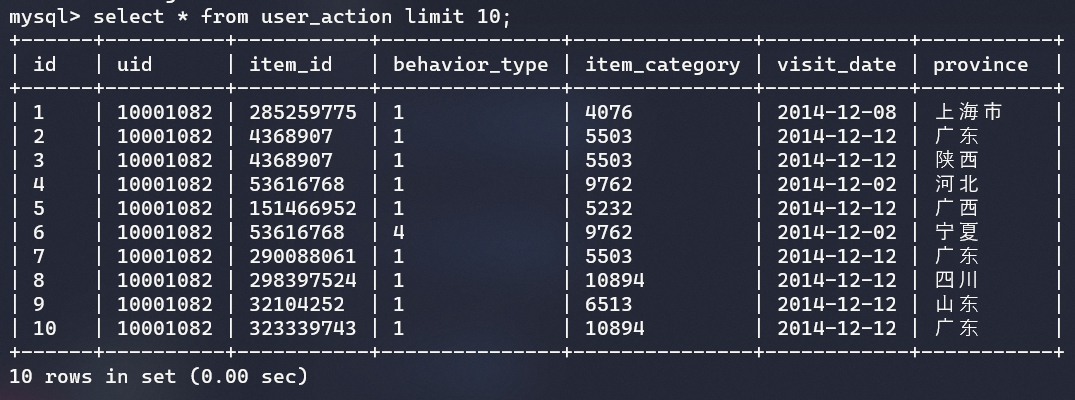 mysql> select * from user_action limit 10;
+------+----------+-----------+---------------+---------------+------------+-----------+
| id   | uid      | item_id   | behavior_type | item_category | visit_date | province  |
+------+----------+-----------+---------------+---------------+------------+-----------+
| 1    | 10001082 | 285259775 | 1             | 4076          | 2014-12-08 | 上海市    |
| 2    | 10001082 | 4368907   | 1             | 5503          | 2014-12-12 | 广东      |
| 3    | 10001082 | 4368907   | 1             | 5503          | 2014-12-12 | 陕西      |
| 4    | 10001082 | 53616768  | 1             | 9762          | 2014-12-02 | 河北      |
| 5    | 10001082 | 151466952 | 1             | 5232          | 2014-12-12 | 广西      |
| 6    | 10001082 | 53616768  | 4             | 9762          | 2014-12-02 | 宁夏      |
| 7    | 10001082 | 290088061 | 1             | 5503          | 2014-12-12 | 广东      |
| 8    | 10001082 | 298397524 | 1             | 10894         | 2014-12-12 | 四川      |
| 9    | 10001082 | 32104252  | 1             | 6513          | 2014-12-12 | 山东      |
| 10   | 10001082 | 323339743 | 1             | 10894         | 2014-12-12 | 广东      |
+------+----------+-----------+---------------+---------------+------------+-----------+
10 rows in set (0.00 sec)